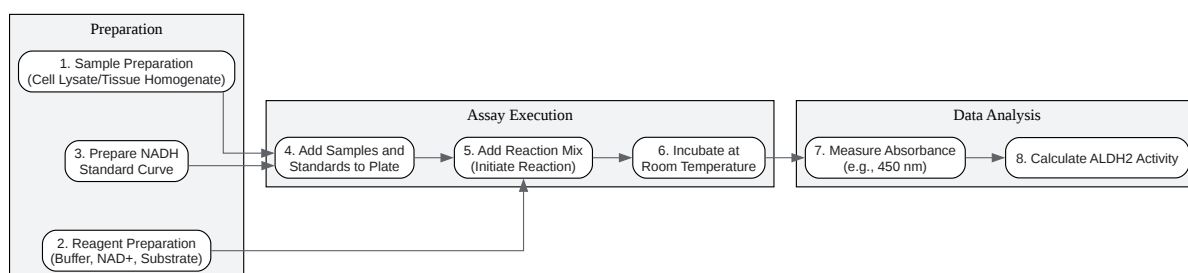 Preparation
1. Sample Preparation
(Cell Lysate/Tissue Homogenate)
3. Prepare NADH
Standard Curve
2. Reagent Preparation
(Buffer, NAD+, Substrate)
Assay Execution
4. Add Samples and
Standards to Plate
5. Add Reaction Mix
(Initiate Reaction)
6. Incubate at
Room Temperature
Data Analysis
7. Measure Absorbance
(e.g., 450 nm)
8. Calculate ALDH2 Activity